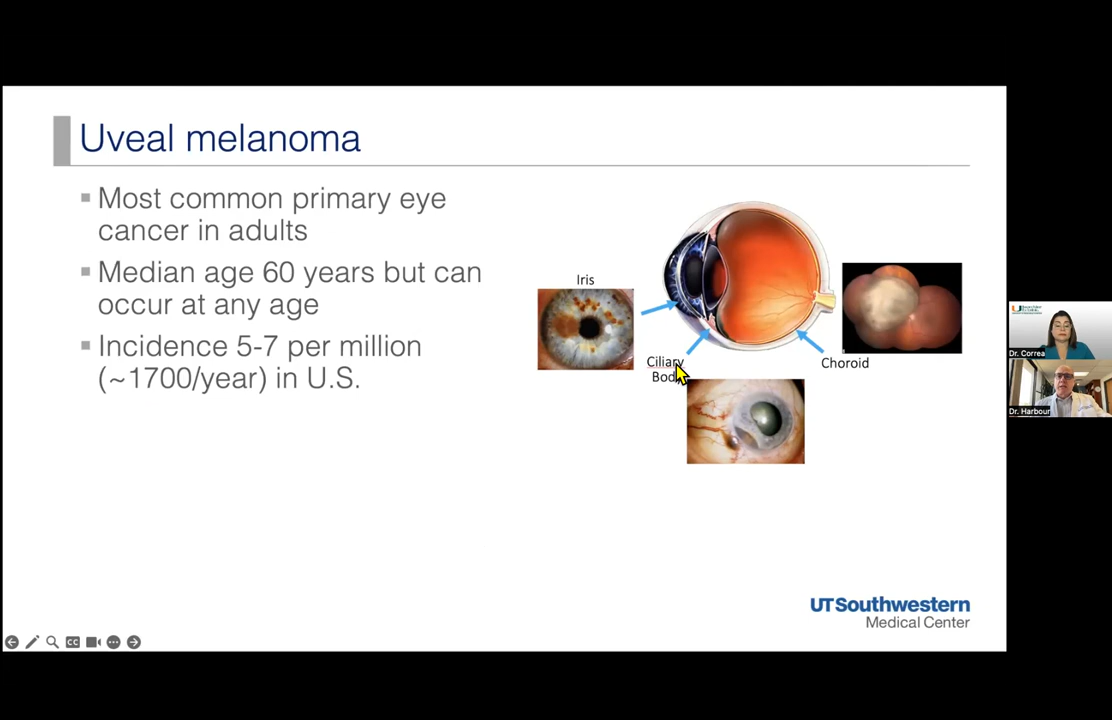 Uveal melanoma
Most common primary eye
cancer in adults
Median age 60 years but can
occur at any age
Incidence 5-7 per million
(~1700/year) in U.S.
Iris
Ciliary
Choroid
UTSouthwestern
Medical Center
CC
Dr. Correa
Dr. Harbour